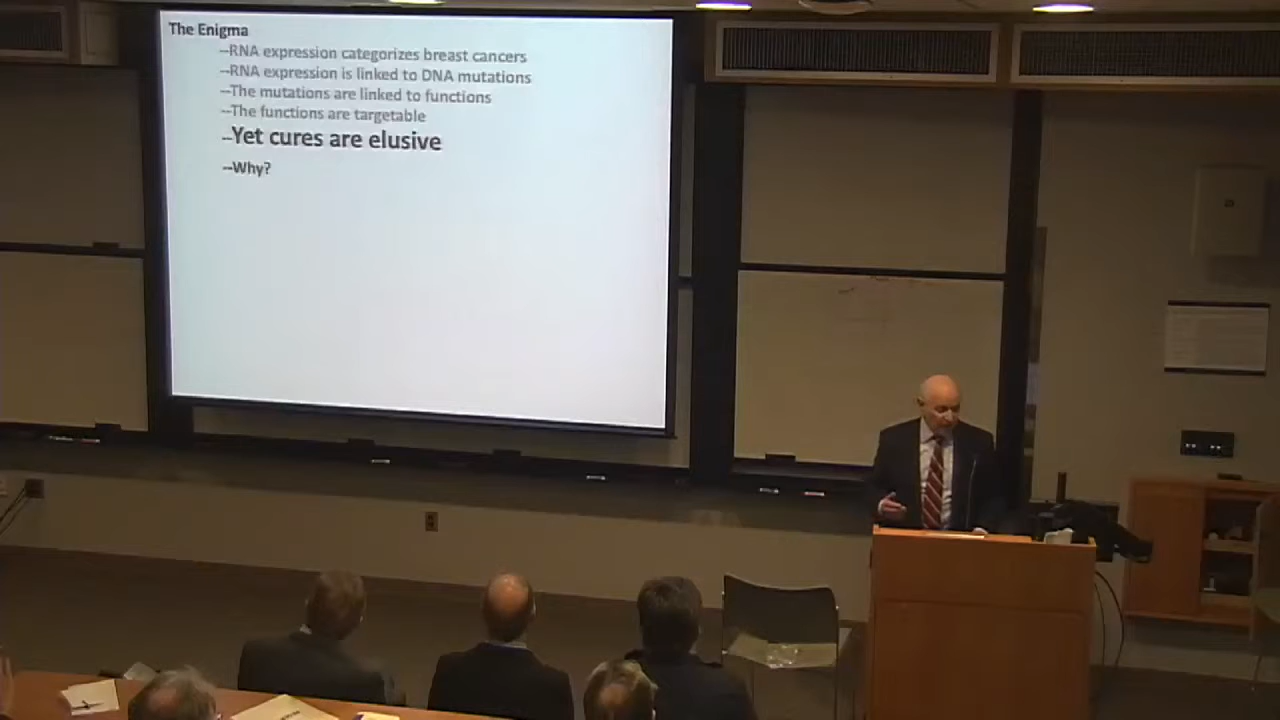 The Enigma
--RNA expression categorizes breast cancers
--RNA expression is linked to DNA mutations
--The mutations are linked to functions
--The functions are targetable
--Yet cures are elusive
--Why?